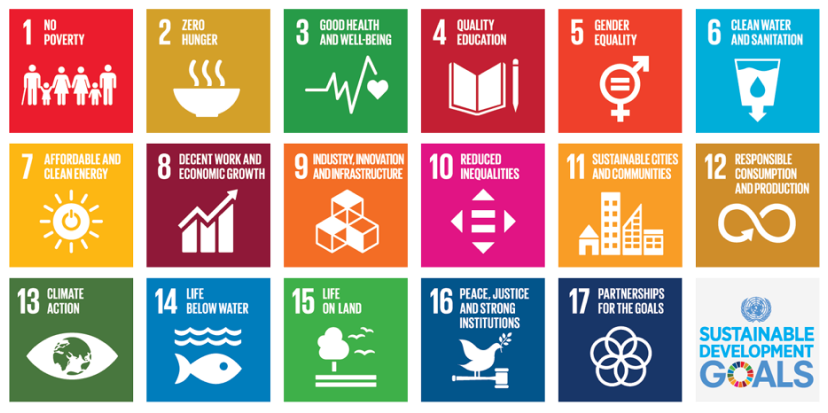 1 NO
POVERTY
2 ZERO
HUNGER
3 GOOD HEALTH
AND WELL-BEING
4 QUALITY
EDUCATION
5 GENDER
EQUALITY
6 CLEAN WATER
AND SANITATION
7 AFFORDABLE AND
CLEAN ENERGY
8 DECENT WORK AND
ECONOMIC GROWTH
9 INDUSTRY, INNOVATION
AND INFRASTRUCTURE
10 REDUCED
INEQUALITIES
11 SUSTAINABLE CITIES
AND COMMUNITIES
12 RESPONSIBLE
CONSUMPTION
AND PRODUCTION
13 CLIMATE
ACTION
14 LIFE
BELOW WATER
15 LIFE
ON LAND
16 PEACE, JUSTICE
AND STRONG
INSTITUTIONS
17 PARTNERSHIPS
FOR THE GOALS
SUSTAINABLE
DEVELOPMENT
GOALS